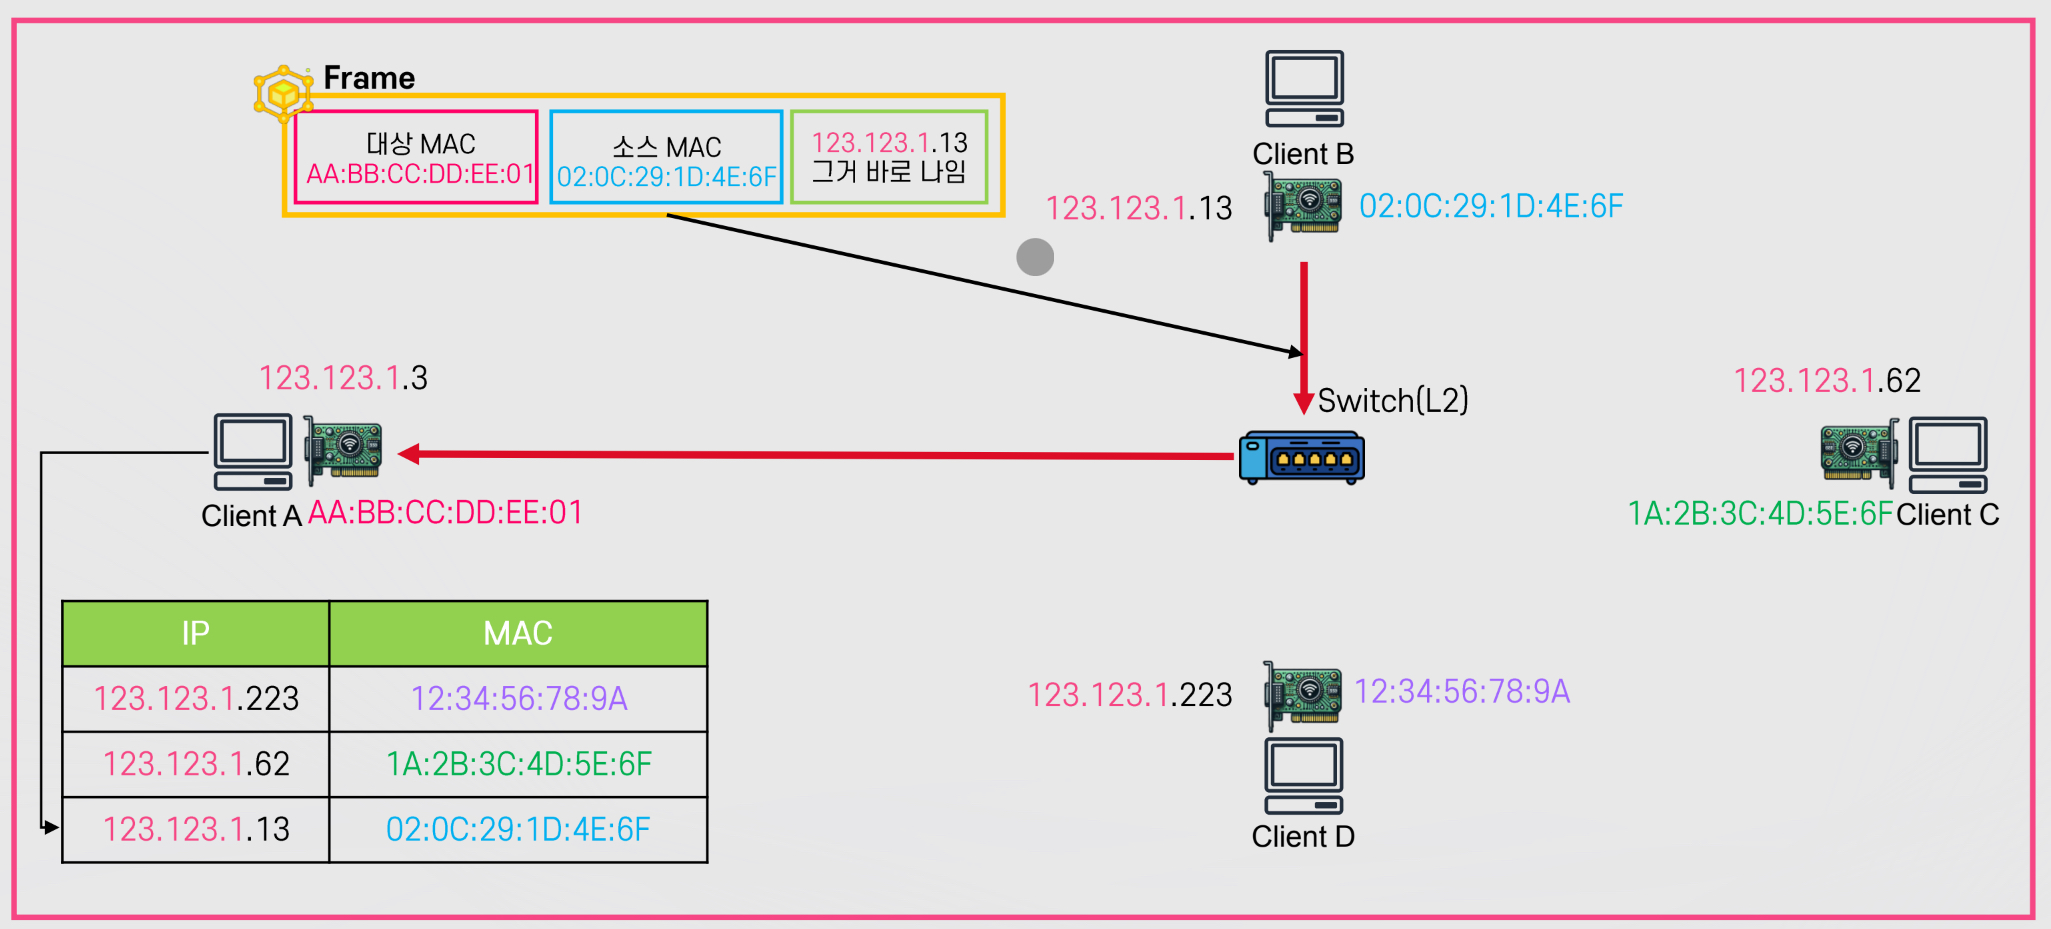 Frame
대상 MAC
AA:BB:CC:DD:EE:01
소스 MAC
02:0C:29:1D:4E:6F
123.123.1.13
그거 바로 나임
Client B
123.123.1.13
02:0C:29:1D:4E:6F
Switch(L2)
123.123.1.3
Client A
AA:BB:CC:DD:EE:01
123.123.1.62
1A:2B:3C:4D:5E:6F
Client C
IP MAC
123.123.1.223 12:34:56:78:9A
123.123.1.62 1A:2B:3C:4D:5E:6F
123.123.1.13 02:0C:29:1D:4E:6F
123.123.1.223
12:34:56:78:9A
Client D